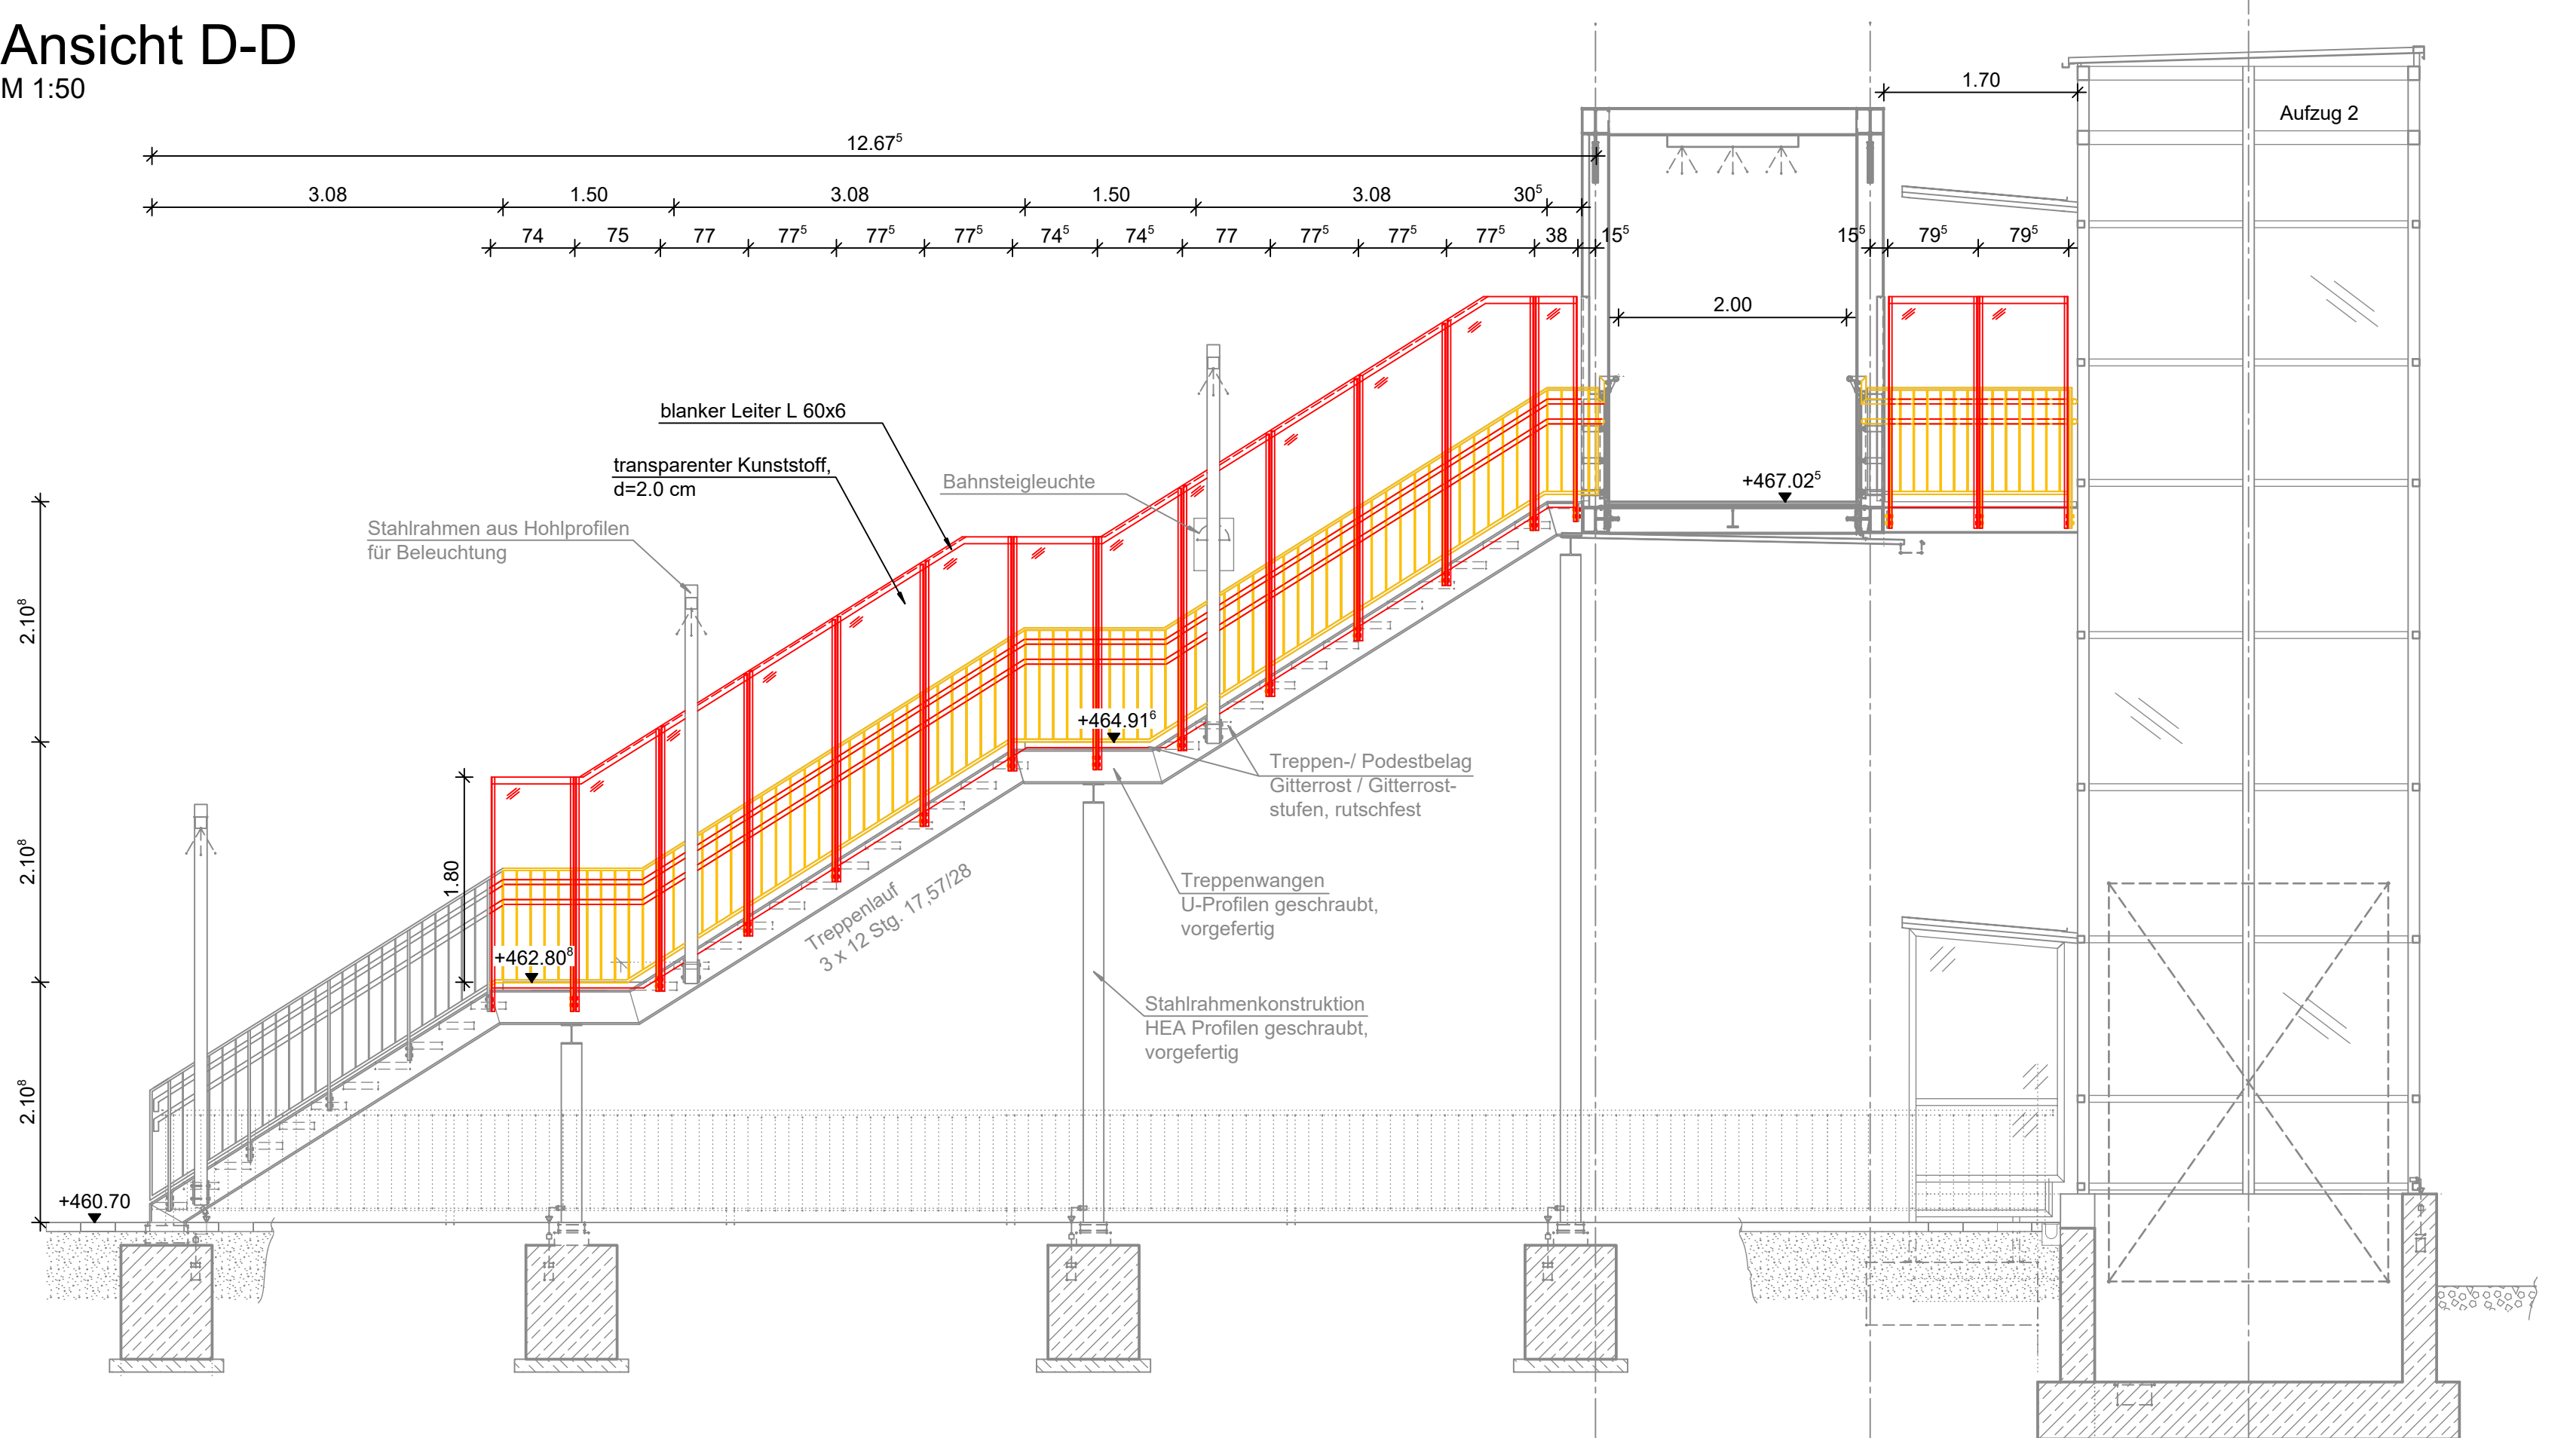 Ansicht D-D
M 1:50
1.70
Aufzug 2
12.67⁵
3.08 1.50 3.08 1.50 3.08 30⁵
74 75 77 77⁵ 77⁵ 77⁵ 74⁵ 74⁵ 77 77⁵ 77⁵ 77⁵ 38 15⁵ 15⁵ 79⁵ 79⁵
2.00
blanker Leiter L 60x6
transparenter Kunststoff,
d=2.0 cm
Bahnsteigleuchte
+467.02⁵
Stahlrahmen aus Hohlprofilen
für Beleuchtung
2.10⁸
+464.91⁶
Treppen-/ Podestbelag
Gitterrost / Gitterrost-
stufen, rutschfest
2.10⁸
1.80
Treppenwangen
U-Profilen geschraubt,
vorgefertig
Treppenlauf
3 x 12 Stg. 17,57/28
+462.80⁸
Stahlrahmenkonstruktion
HEA Profilen geschraubt,
vorgefertig
2.10⁸
+460.70